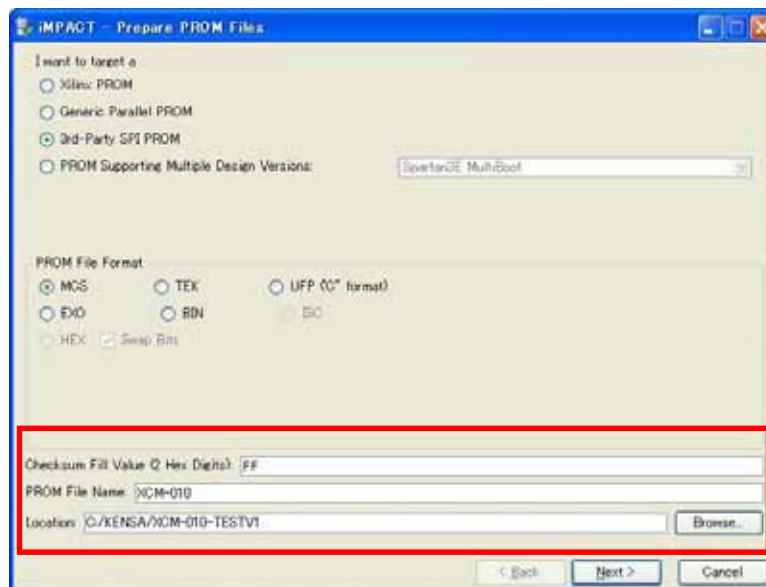 iMPACT - Prepare PROM Files
I want to target a
Xilinx PROM
Generic Parallel PROM
3rd-Party SPI PROM
PROM Supporting Multiple Design Versions:
Spartan3E MultiBoot
PROM File Format
MCS
TEK
UFP ("C" format)
EXO
BIN
ISC
HEX
Swap Bits
Checksum Fill Value (2 Hex Digits):
FF
PROM File Name:
XCM-010
Location:
C:/KENSA/XCM-010-TESTV1
Browse...
< Back
Next >
Cancel